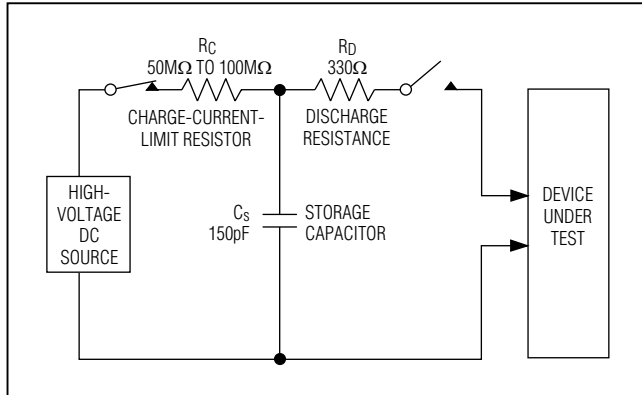 RC
50MΩ TO 100MΩ
CHARGE-CURRENT-
LIMIT RESISTOR
RD
330Ω
DISCHARGE
RESISTANCE
HIGH-
VOLTAGE
DC
SOURCE
CS
150pF
STORAGE
CAPACITOR
DEVICE
UNDER
TEST